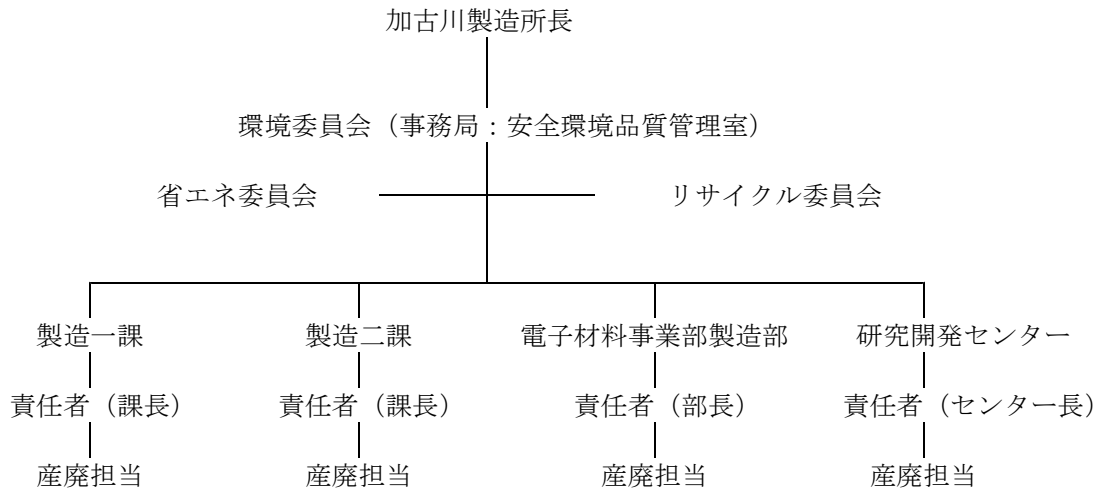 加古川製造所長
環境委員会（事務局：安全環境品質管理室）
省エネ委員会 リサイクル委員会
製造一課 製造二課 電子材料事業部製造部 研究開発センター
責任者（課長） 責任者（課長） 責任者（部長） 責任者（センター長）
産廃担当 産廃担当 産廃担当 産廃担当